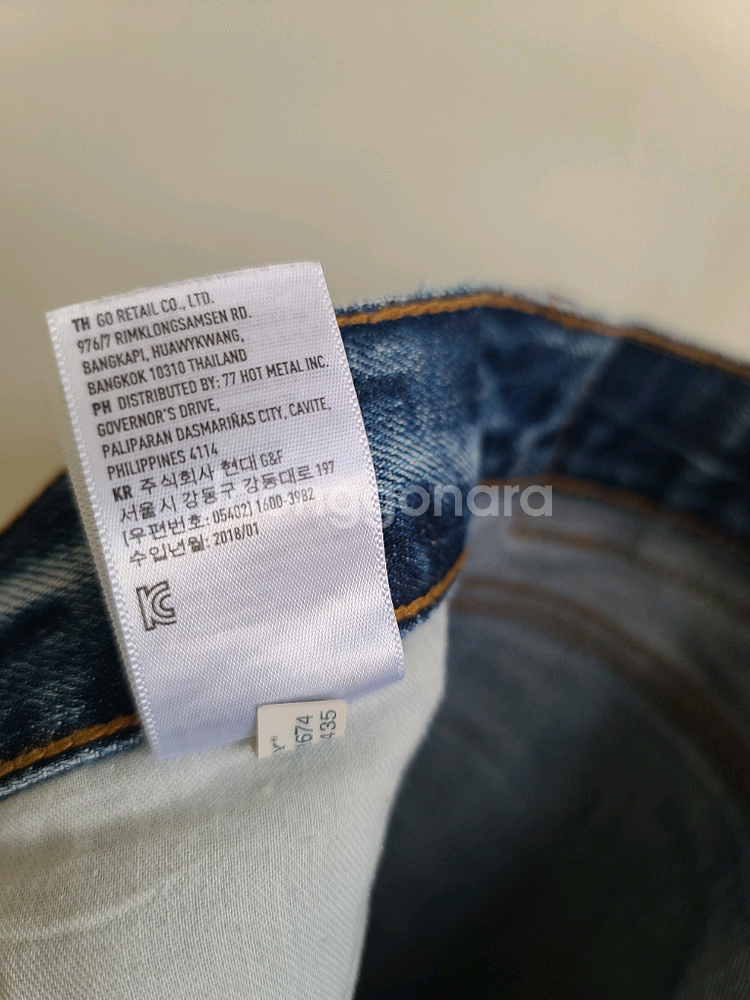 TH GO RETAIL CO., LTD.
976/7 RIMKLONGSAMSEN RD.
BANGKAPI, HUAWYKWANG,
BANGKOK 10310 THAILAND
PH DISTRIBUTED BY: 77 HOT METAL INC.
GOVERNOR'S DRIVE,
PALIPARAN DASMARIÑAS CITY, CAVITE,
PHILIPPINES 4114
KR 주식회사 현대 G&F
서울시 강동구 강동대로 197
(우편번호: 05402) 1600-3982
수입년월: 2018/01
KC
674
435